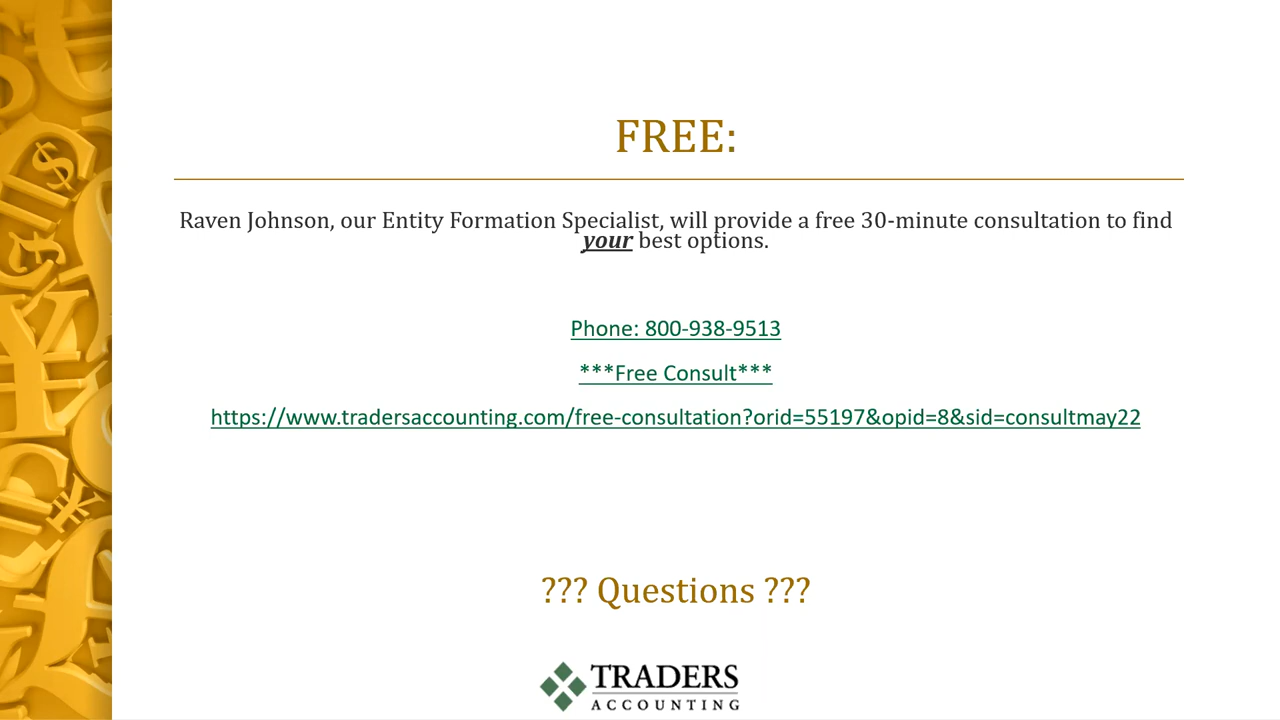 FREE:
Raven Johnson, our Entity Formation Specialist, will provide a free 30-minute consultation to find
your best options.
Phone: 800-938-9513
***Free Consult***
https://www.tradersaccounting.com/free-consultation?orid=55197&opid=8&sid=consultmay22
??? Questions ???
TRADERS
ACCOUNTING